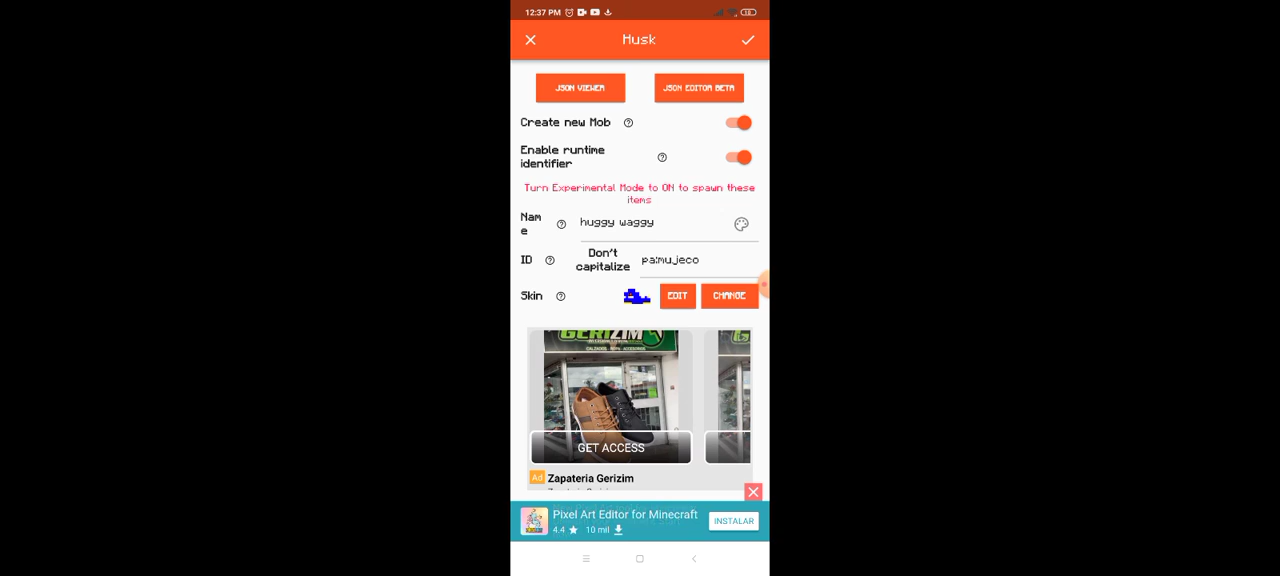 12:37 PM
18
Husk
JSON VIEWER
JSON EDITOR BETA
Create new Mob
Enable runtime
identifier
Turn Experimental Mode to ON to spawn these
items
Nam
e
huggy waggy
ID
Don't
capitalize
pa:mu_jeco
Skin
EDIT
CHANGE
GERIZIM
GET ACCESS
Ad Zapateria Gerizim
Pixel Art Editor for Minecraft
4.4 ★ 10 mil
INSTALAR